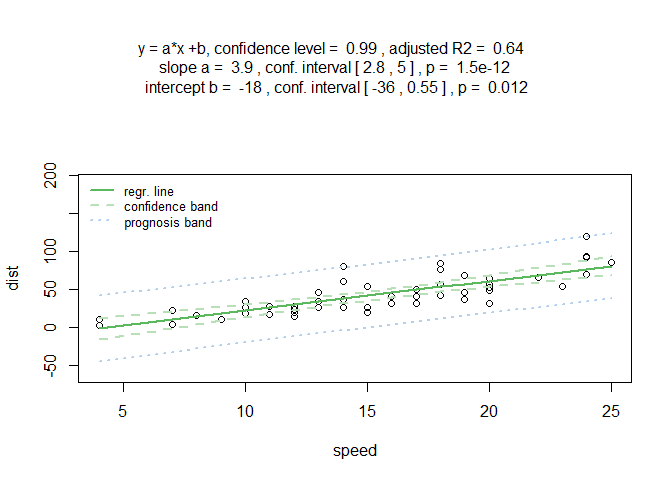 y = a*x +b, confidence level = 0.99 , adjusted R2 = 0.64
slope a = 3.9 , conf. interval [ 2.8 , 5 ] , p = 1.5e-12
intercept b = -18 , conf. interval [ -36 , 0.55 ] , p = 0.012
regr. line
confidence band
prognosis band
dist
200
100
50
0
-50
5 10 15 20 25
speed